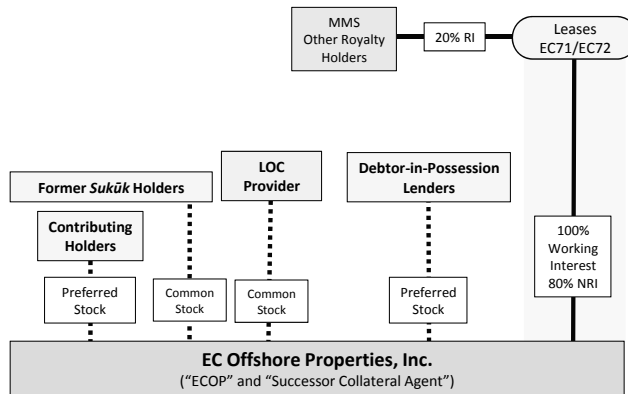 MMS
Other Royalty
Holders
20% RI
Leases
EC71/EC72
LOC
Provider
Debtor-in-Possession
Lenders
Former Sukūk Holders
Contributing
Holders
100%
Working
Interest
80% NRI
Preferred
Stock
Common
Stock
Common
Stock
Preferred
Stock
EC Offshore Properties, Inc.
(“ECOP” and “Successor Collateral Agent”)